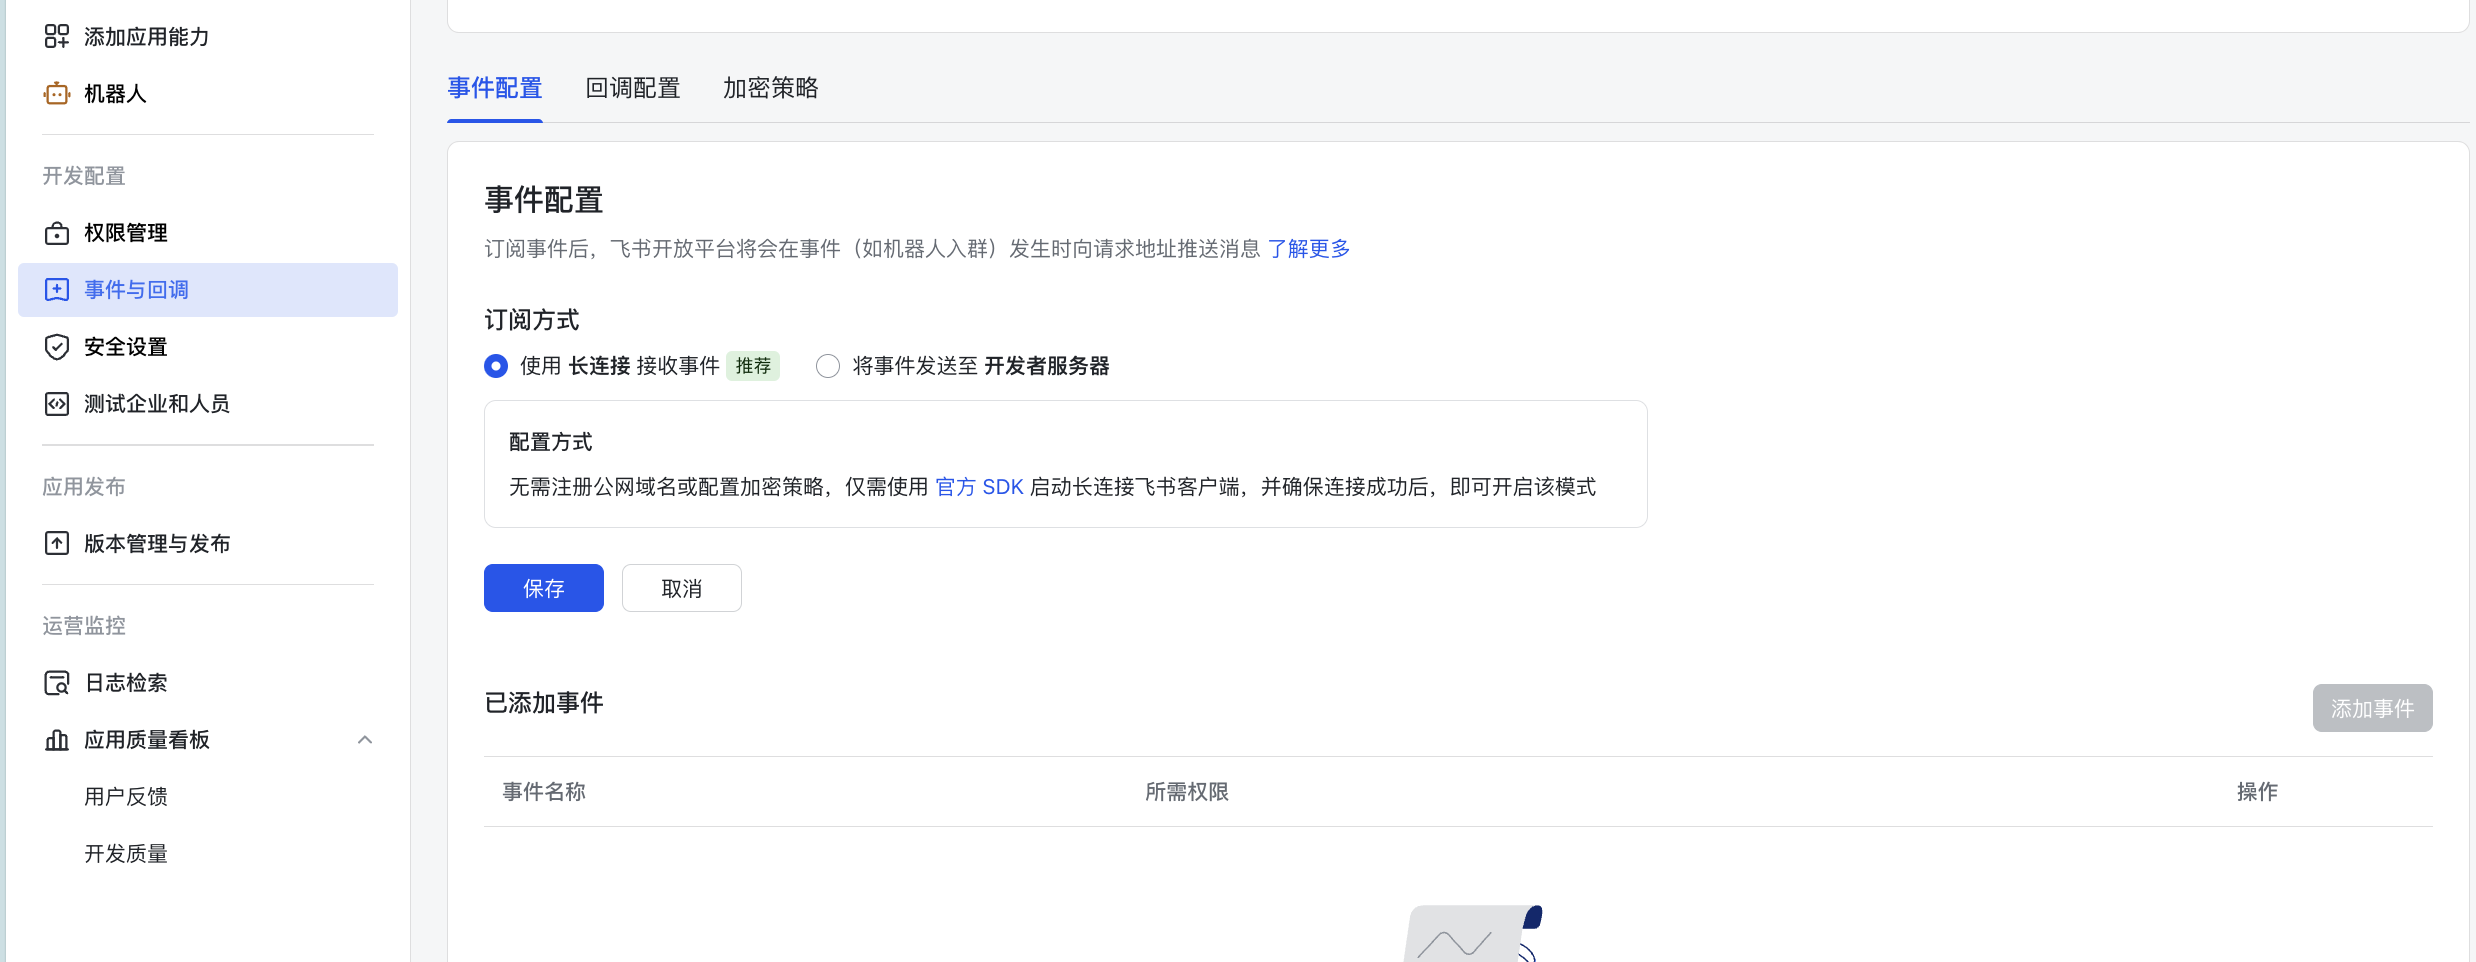 添加应用能力
机器人
开发配置
权限管理
事件与回调
安全设置
测试企业和人员
应用发布
版本管理与发布
运营监控
日志检索
应用质量看板
用户反馈
开发质量
事件配置 回调配置 加密策略
事件配置
订阅事件后，飞书开放平台将会在事件（如机器人入群）发生时向请求地址推送消息 了解更多
订阅方式
使用 长连接 接收事件 推荐 将事件发送至 开发者服务器
配置方式
无需注册公网域名或配置加密策略，仅需使用 官方 SDK 启动长连接飞书客户端，并确保连接成功后，即可开启该模式
保存 取消
已添加事件 添加事件
事件名称 所需权限 操作